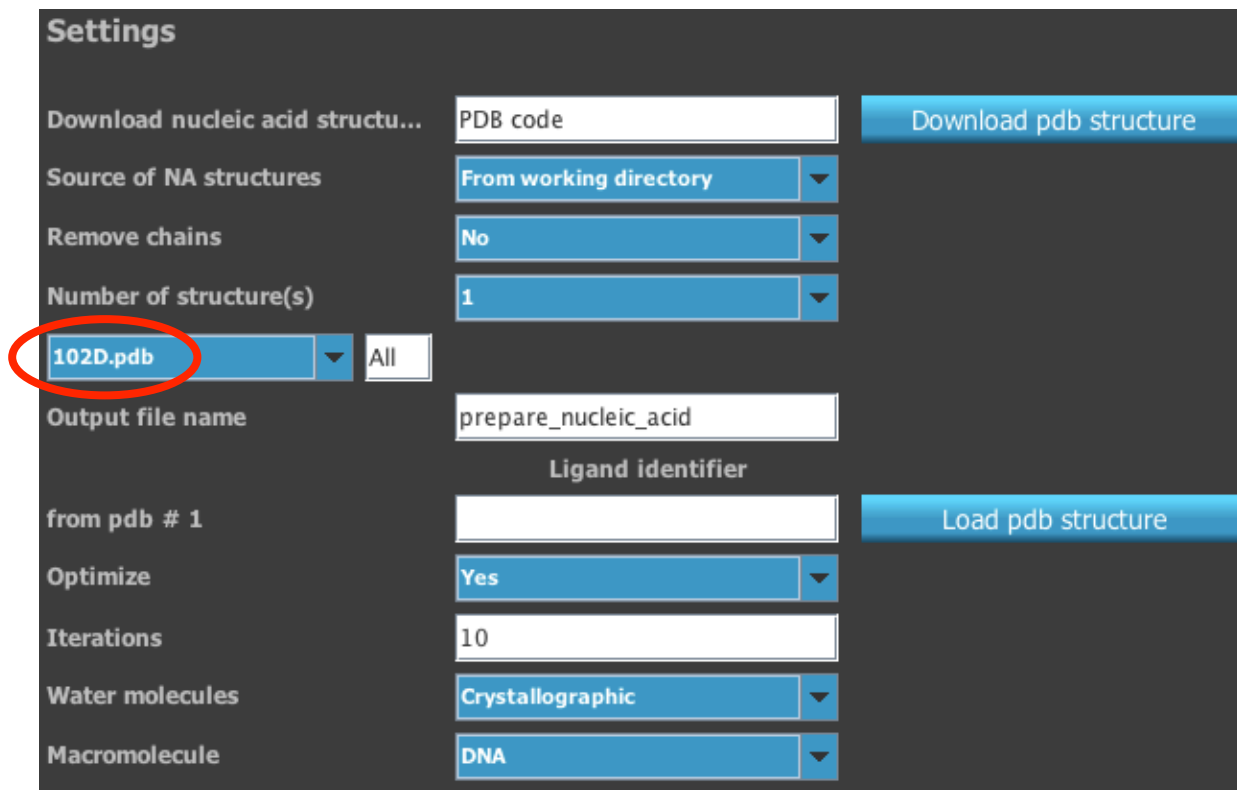 Settings
Download nucleic acid structu... PDB code Download pdb structure
Source of NA structures From working directory
Remove chains No
Number of structure(s) 1
102D.pdb All
Output file name prepare_nucleic_acid
Ligand identifier
from pdb # 1 Load pdb structure
Optimize Yes
Iterations 10
Water molecules Crystallographic
Macromolecule DNA